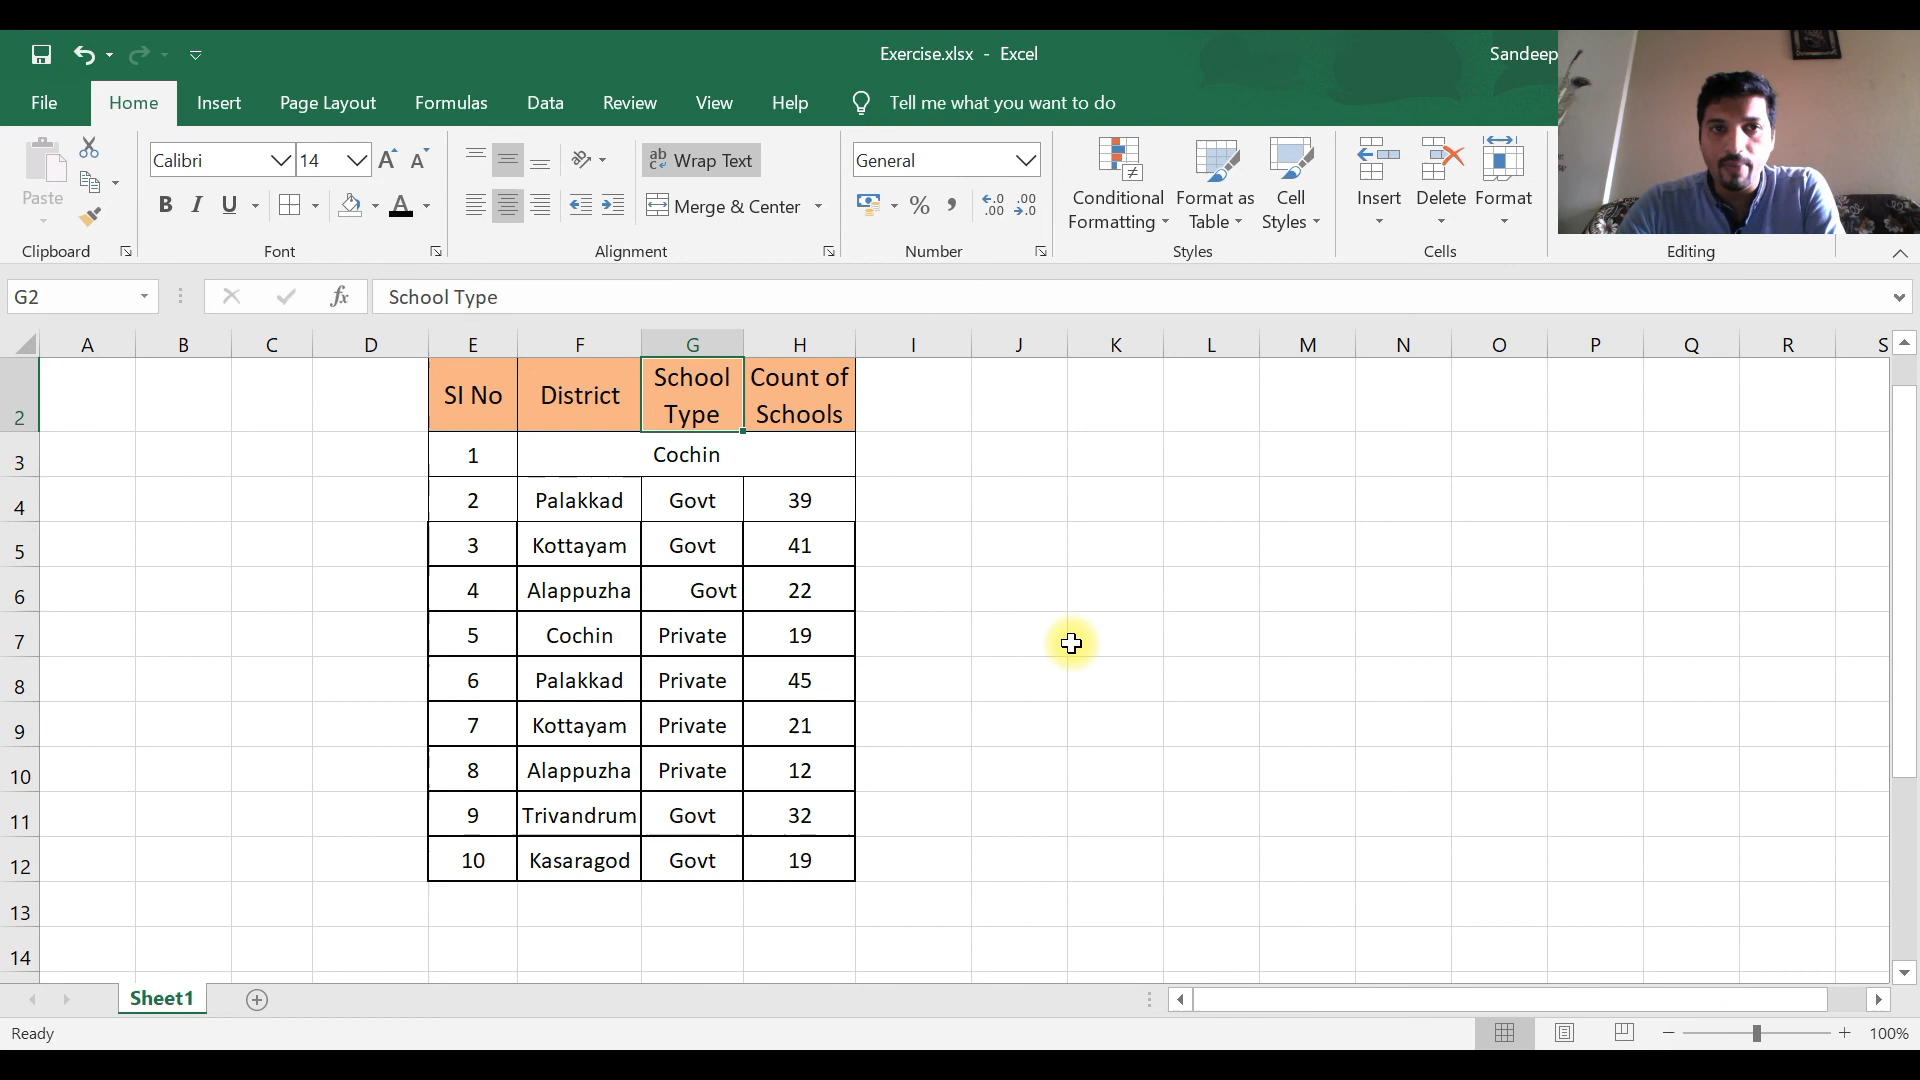 Exercise.xlsx - Excel
Sandeep
File Home Insert Page Layout Formulas Data Review View Help Tell me what you want to do
Paste
Calibri 14
ab c Wrap Text
Merge & Center
General
% ,
Conditional Formatting
Format as Table
Cell Styles
Insert Delete Format
Clipboard Font Alignment Number Styles Cells Editing
G2 fx School Type
A B C D E F G H I J K L M N O P Q R S
2 SI No District School Type Count of Schools
3 1 Cochin
4 2 Palakkad Govt 39
5 3 Kottayam Govt 41
6 4 Alappuzha Govt 22
7 5 Cochin Private 19
8 6 Palakkad Private 45
9 7 Kottayam Private 21
10 8 Alappuzha Private 12
11 9 Trivandrum Govt 32
12 10 Kasaragod Govt 19
13
14
Sheet1
Ready
100%